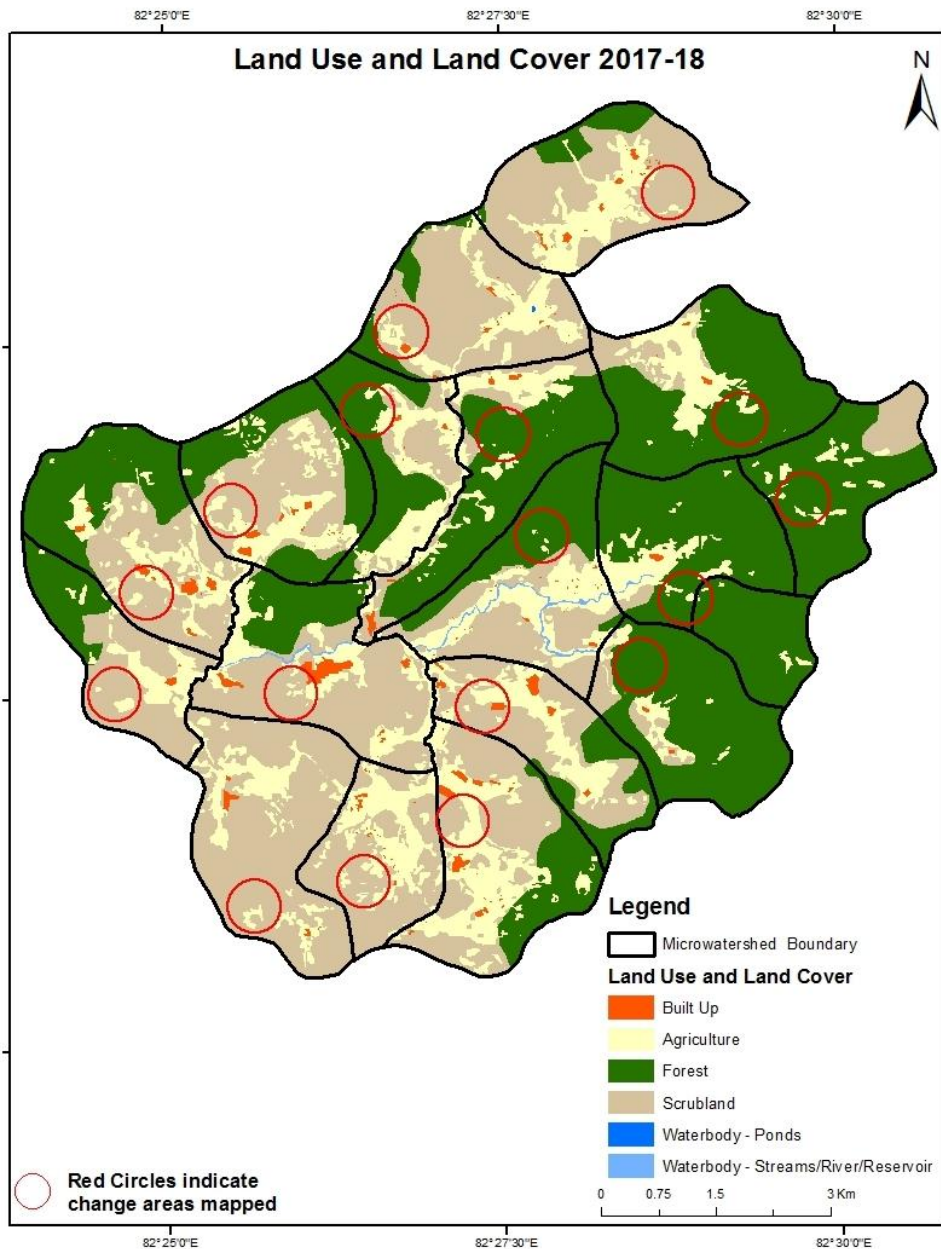 82°25'0"E 82°27'30"E 82°30'0"E
Land Use and Land Cover 2017-18
N
Legend
Microwatershed Boundary
Land Use and Land Cover
Built Up
Agriculture
Forest
Scrubland
Waterbody - Ponds
Waterbody - Streams/River/Reservoir
0 0.75 1.5 3 Km
Red Circles indicate
change areas mapped
82°25'0"E 82°27'30"E 82°30'0"E